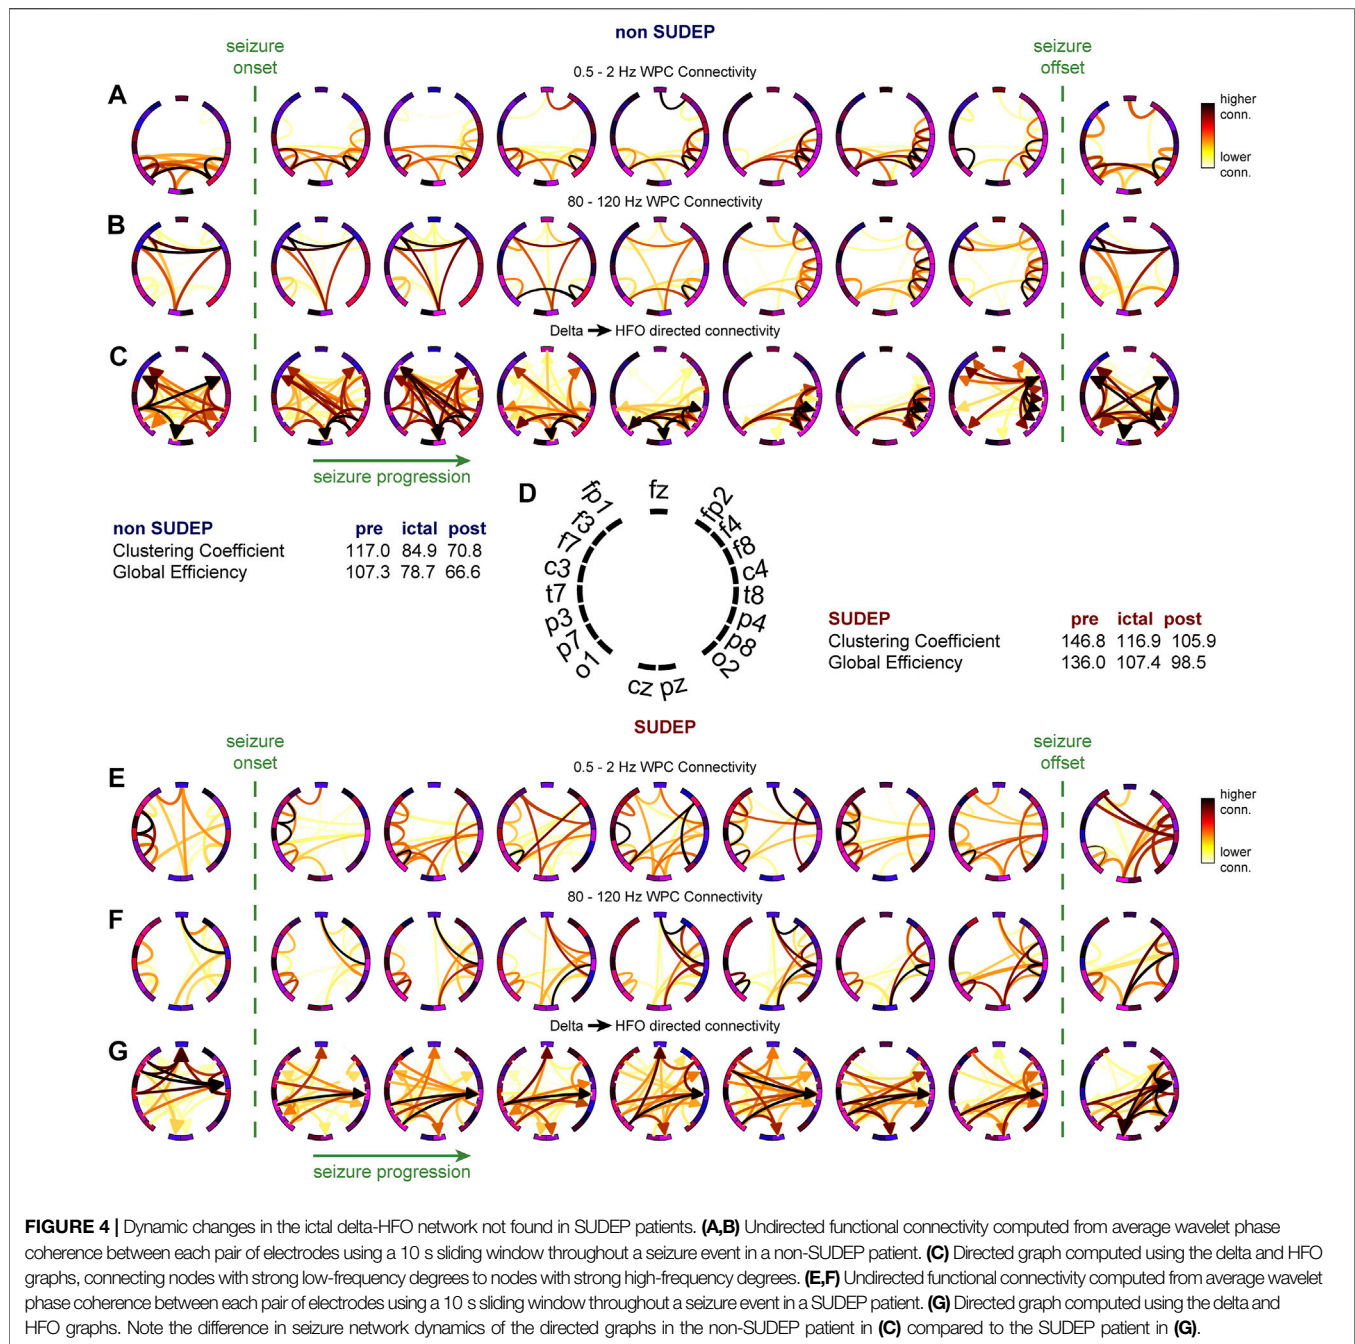 non SUDEP
seizure onset
seizure offset
0.5 - 2 Hz WPC Connectivity
A
higher conn.
lower conn.
80 - 120 Hz WPC Connectivity
B
Delta → HFO directed connectivity
C
seizure progression
D
fz
fp1
fp2
f3
f4
f7
f8
c3
c4
t7
t8
p3
p4
p7
p8
o1
o2
cz pz
non SUDEP pre ictal post
Clustering Coefficient 117.0 84.9 70.8
Global Efficiency 107.3 78.7 66.6
SUDEP pre ictal post
Clustering Coefficient 146.8 116.9 105.9
Global Efficiency 136.0 107.4 98.5
SUDEP
seizure onset
seizure offset
0.5 - 2 Hz WPC Connectivity
E
higher conn.
lower conn.
80 - 120 Hz WPC Connectivity
F
Delta → HFO directed connectivity
G
seizure progression
FIGURE 4 | Dynamic changes in the ictal delta-HFO network not found in SUDEP patients. (A,B) Undirected functional connectivity computed from average wavelet phase
coherence between each pair of electrodes using a 10 s sliding window throughout a seizure event in a non-SUDEP patient. (C) Directed graph computed using the delta and HFO
graphs, connecting nodes with strong low-frequency degrees to nodes with strong high-frequency degrees. (E,F) Undirected functional connectivity computed from average wavelet
phase coherence between each pair of electrodes using a 10 s sliding window throughout a seizure event in a SUDEP patient. (G) Directed graph computed using the delta and
HFO graphs. Note the difference in seizure network dynamics of the directed graphs in the non-SUDEP patient in (C) compared to the SUDEP patient in (G).